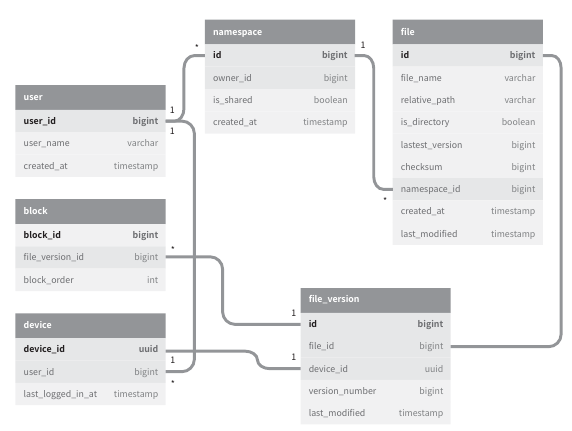 namespace
id bigint
owner_id bigint
is_shared boolean
created_at timestamp
file
id bigint
file_name varchar
relative_path varchar
is_directory boolean
lastest_version bigint
checksum bigint
namespace_id bigint
created_at timestamp
last_modified timestamp
user
user_id bigint
user_name varchar
created_at timestamp
block
block_id bigint
file_version_id bigint
block_order int
device
device_id uuid
user_id bigint
last_logged_in_at timestamp
file_version
id bigint
file_id bigint
device_id uuid
version_number bigint
last_modified timestamp
*
1
1
1
*
*
1
1
1
*